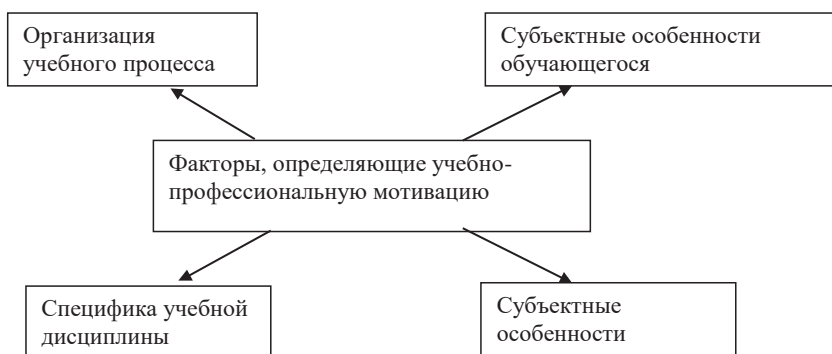 Организация
учебного процесса
Субъектные особенности
обучающегося
Факторы, определяющие учебно-
профессиональную мотивацию
Специфика учебной
дисциплины
Субъектные
особенности